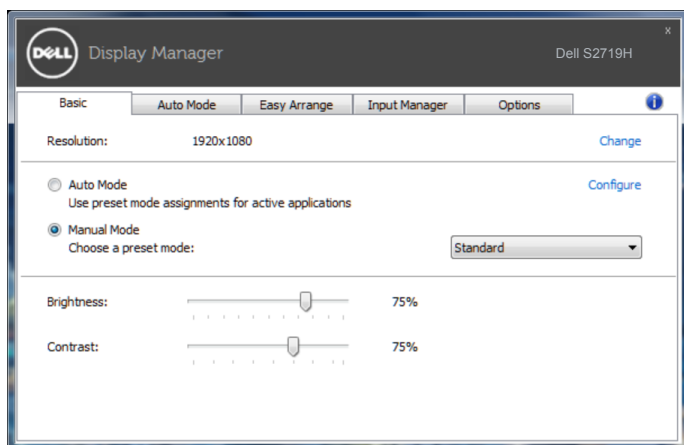 DELL Display Manager Dell S2719H x
Basic Auto Mode Easy Arrange Input Manager Options i
Resolution: 1920x1080 Change
Auto Mode Configure
Use preset mode assignments for active applications
Manual Mode
Choose a preset mode: Standard
Brightness: 75%
Contrast: 75%